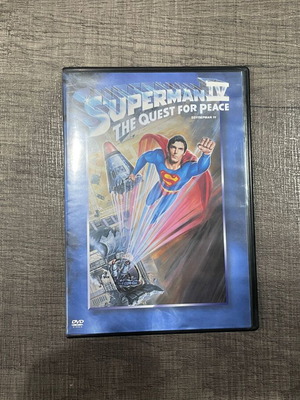 SUPERMAN IV
THE QUEST FOR PEACE
DVD